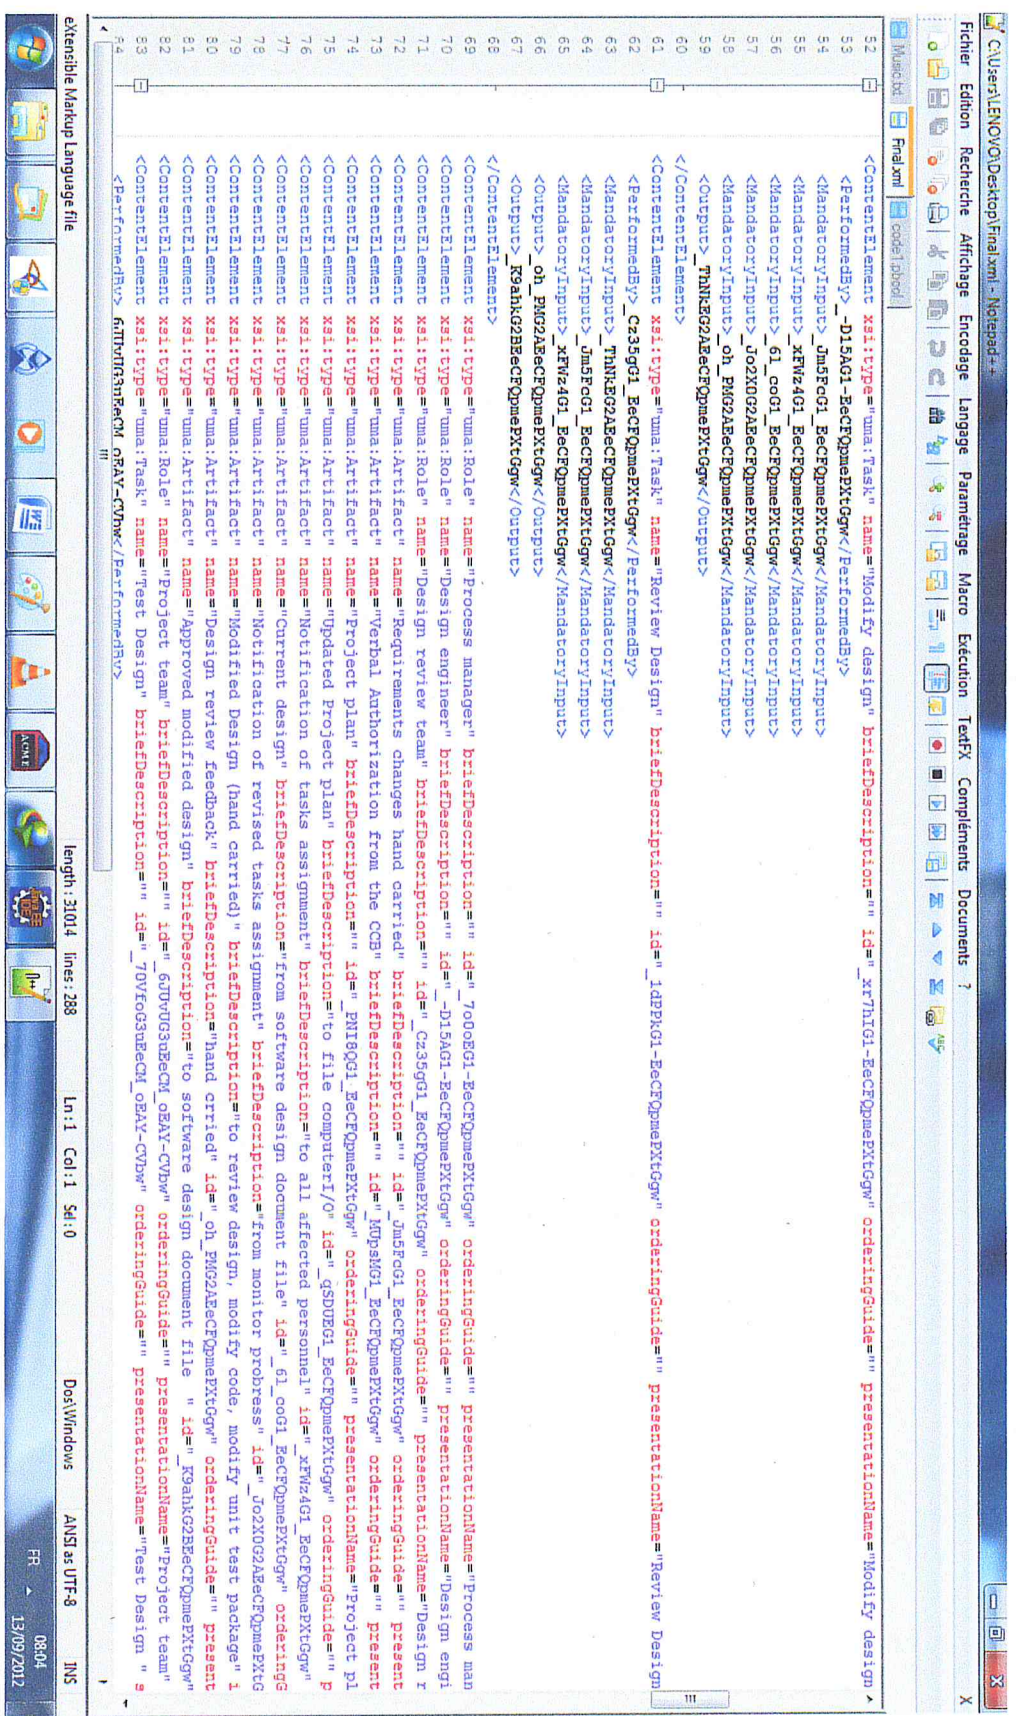 C:\Users\LENOVO\Desktop\Final.xml - Notepad++
Fichier Edition Recherche Affichage Encodage Langage Paramétrage Macro Exécution TextFX Compléments Documents ? X
Music.txt Final.xml code1.pbool
52 <ContentElement xsi:type="uma:Task" name="Modify design" briefDescription="" id="_xr7hIG1-EeCFQpmePXtGgw" orderingGuide="" presentationName="Modify design
53 <PerformedBy>_-D15AG1-EeCFQpmePXtGgw</PerformedBy>
54 <MandatoryInput>_Jm5FcG1_EeCFQpmePXtGgw</MandatoryInput>
55 <MandatoryInput>_xFWz4G1_EeCFQpmePXtGgw</MandatoryInput>
56 <MandatoryInput>_6l_coG1_EeCFQpmePXtGgw</MandatoryInput>
57 <MandatoryInput>_Jo2X0G2AEeCFQpmePXtGgw</MandatoryInput>
58 <MandatoryInput>_oh_PMG2AEeCFQpmePXtGgw</MandatoryInput>
59 <Output>_ThNkEG2AEeCFQpmePXtGgw</Output>
60 </ContentElement>
61 <ContentElement xsi:type="uma:Task" name="Review Design" briefDescription="" id="_1dPPkG1-EeCFQpmePXtGgw" orderingGuide="" presentationName="Review Design
62 <PerformedBy>_Cz35gG1_EeCFQpmePXtGgw</PerformedBy>
63 <MandatoryInput>_ThNkEG2AEeCFQpmePXtGgw</MandatoryInput>
64 <MandatoryInput>_Jm5FcG1_EeCFQpmePXtGgw</MandatoryInput>
65 <MandatoryInput>_xFWz4G1_EeCFQpmePXtGgw</MandatoryInput>
66 <Output>_oh_PMG2AEeCFQpmePXtGgw</Output>
67 <Output>_K9ahkG2BEeCFQpmePXtGgw</Output>
68 </ContentElement>
69 <ContentElement xsi:type="uma:Role" name="Process manager" briefDescription="" id="_7o0oEG1-EeCFQpmePXtGgw" orderingGuide="" presentationName="Process man
70 <ContentElement xsi:type="uma:Role" name="Design engineer" briefDescription="" id="_-D15AG1-EeCFQpmePXtGgw" orderingGuide="" presentationName="Design engi
71 <ContentElement xsi:type="uma:Role" name="Design review team" briefDescription="" id="_Cz35gG1_EeCFQpmePXtGgw" orderingGuide="" presentationName="Design r
72 <ContentElement xsi:type="uma:Artifact" name="Requirements changes hand carried" briefDescription="" id="_Jm5FcG1_EeCFQpmePXtGgw" orderingGuide="" present
73 <ContentElement xsi:type="uma:Artifact" name="Verbal Authorization from the CCB" briefDescription="" id="_MUpsMG1_EeCFQpmePXtGgw" orderingGuide="" present
74 <ContentElement xsi:type="uma:Artifact" name="Project plan" briefDescription="" id="_PNI8QG1_EeCFQpmePXtGgw" orderingGuide="" presentationName="Project pl
75 <ContentElement xsi:type="uma:Artifact" name="Updated Project plan" briefDescription="to file computerI/O" id="_qSDUEG1_EeCFQpmePXtGgw" orderingGuide="" p
76 <ContentElement xsi:type="uma:Artifact" name="Notification of tasks assignment" briefDescription="to all affected personnel" id="_xFWz4G1_EeCFQpmePXtGgw"
77 <ContentElement xsi:type="uma:Artifact" name="Current design" briefDescription="from software design document file" id="_6l_coG1_EeCFQpmePXtGgw" orderingG
78 <ContentElement xsi:type="uma:Artifact" name="Notification of revised tasks assignment" briefDescription="from monitor probress" id="_Jo2X0G2AEeCFQpmePXtG
79 <ContentElement xsi:type="uma:Artifact" name="Modified Design (hand carried)" briefDescription="to review design, modify code, modify unit test package" i
80 <ContentElement xsi:type="uma:Artifact" name="Design review feedback" briefDescription="hand crried" id="_oh_PMG2AEeCFQpmePXtGgw" orderingGuide="" present
81 <ContentElement xsi:type="uma:Artifact" name="Approved modified design" briefDescription="to software design document file " id="_K9ahkG2BEeCFQpmePXtGgw"
82 <ContentElement xsi:type="uma:Role" name="Project team" briefDescription="" id="_6JUvUG3uEeCM_oEAY-CVbw" orderingGuide="" presentationName="Project team"
83 <ContentElement xsi:type="uma:Task" name="Test Design" briefDescription="" id="_70VfoG3uEeCM_oEAY-CVbw" orderingGuide="" presentationName="Test Design " s
84 <PerformedBy>_6JUvUG3uEeCM_oEAY-CVbw</PerformedBy>
eXtensible Markup Language file length : 31014 lines : 288 Ln : 1 Col : 1 Sel : 0 Dos\Windows ANSI as UTF-8 INS
ACME Java EE IDE FR 08:04
13/09/2012